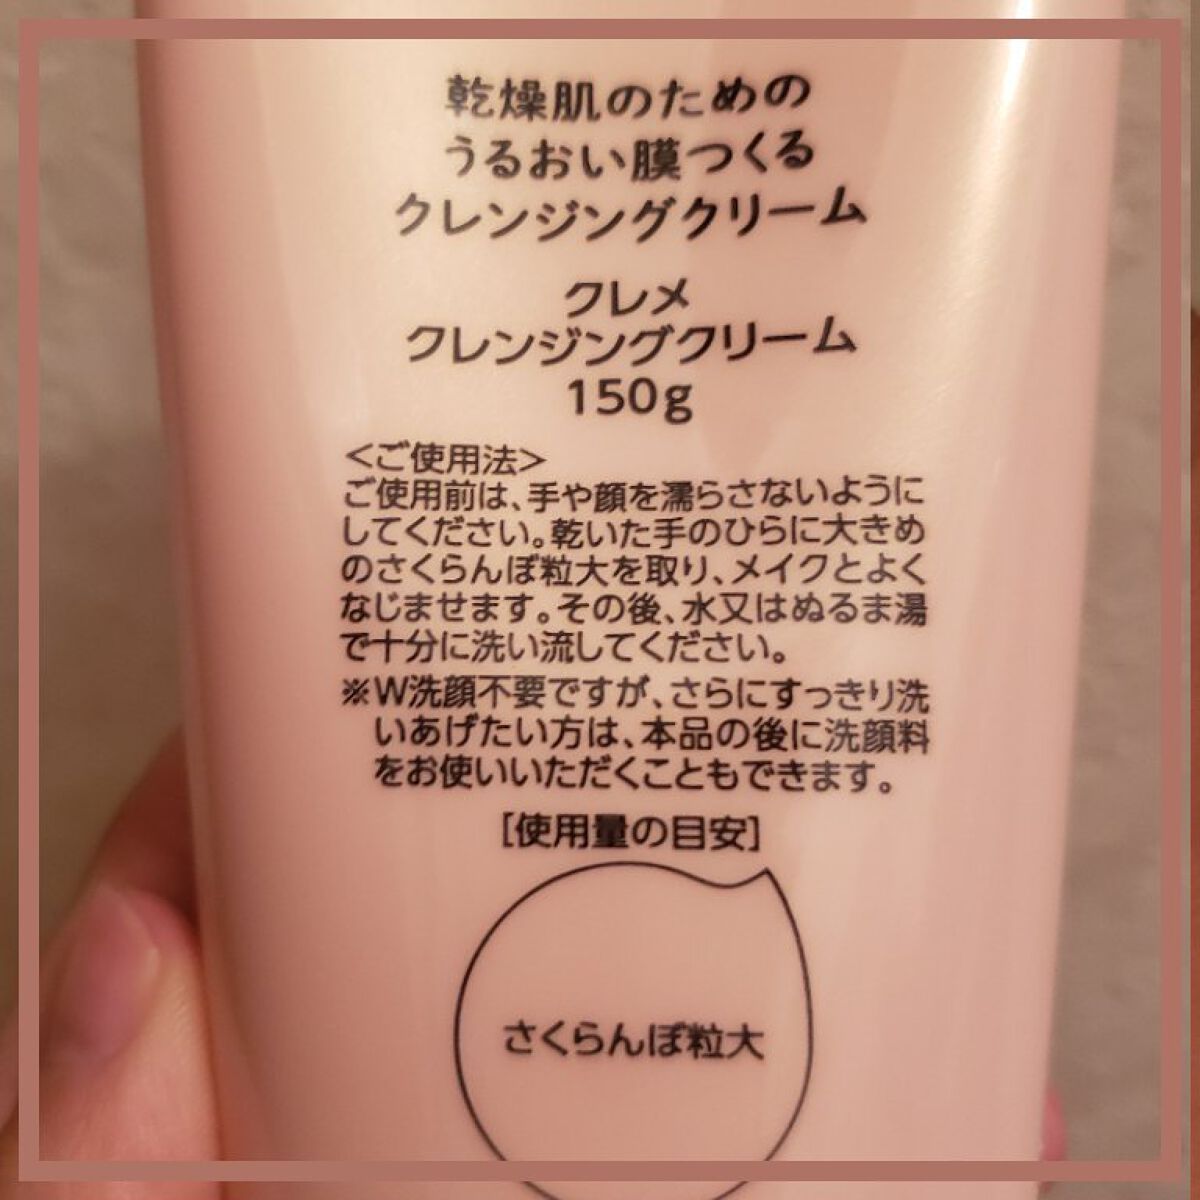 乾燥肌のための
うるおい膜つくる
クレンジングクリーム
クレメ
クレンジングクリーム
150g
<ご使用法>
ご使用前は、手や顔を濡らさないように
してください。乾いた手のひらに大きめ
のさくらんぼ粒大を取り、メイクとよく
なじませます。その後、水又はぬるま湯
で十分に洗い流してください。
※W洗顔不要ですが、さらにすっきり洗
いあげたい方は、本品の後に洗顔料
をお使いいただくこともできます。
[使用量の目安]
さくらんぼ粒大